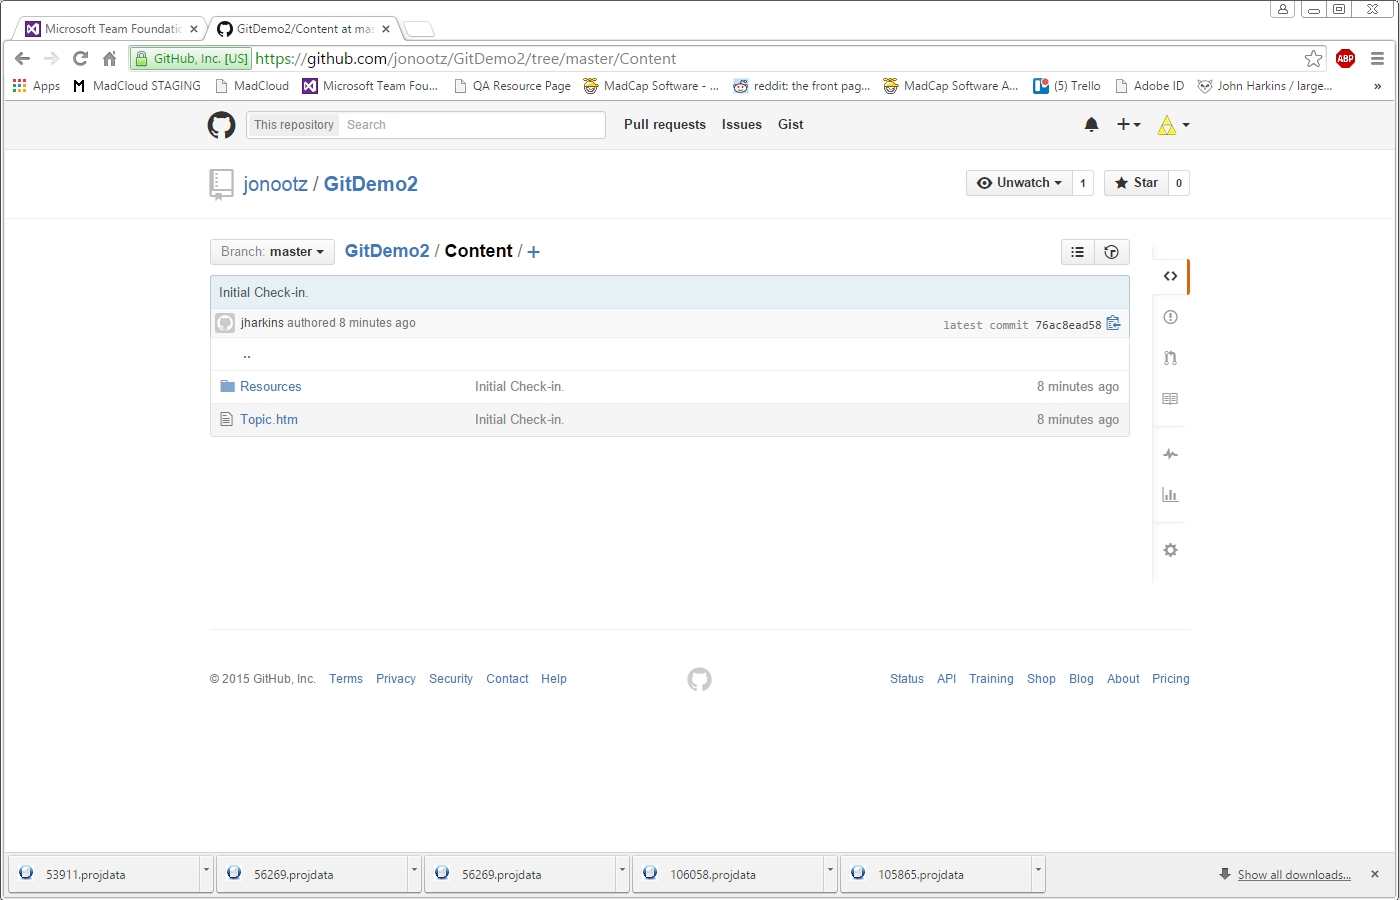 Microsoft Team Foundatic
GitDemo2/Content at mas
GitHub, Inc. [US] https://github.com/jonootz/GitDemo2/tree/master/Content
ABP
Apps MadCloud STAGING MadCloud Microsoft Team Fou... QA Resource Page MadCap Software - ... reddit: the front pag... MadCap Software A... (5) Trello Adobe ID John Harkins / large... »
This repository Search Pull requests Issues Gist
jonootz / GitDemo2
Unwatch 1 Star 0
Branch: master GitDemo2 / Content / +
Initial Check-in.
jharkins authored 8 minutes ago latest commit 76ac8ead58
..
Resources Initial Check-in. 8 minutes ago
Topic.htm Initial Check-in. 8 minutes ago
© 2015 GitHub, Inc. Terms Privacy Security Contact Help Status API Training Shop Blog About Pricing
53911.projdata 56269.projdata 56269.projdata 106058.projdata 105865.projdata Show all downloads...